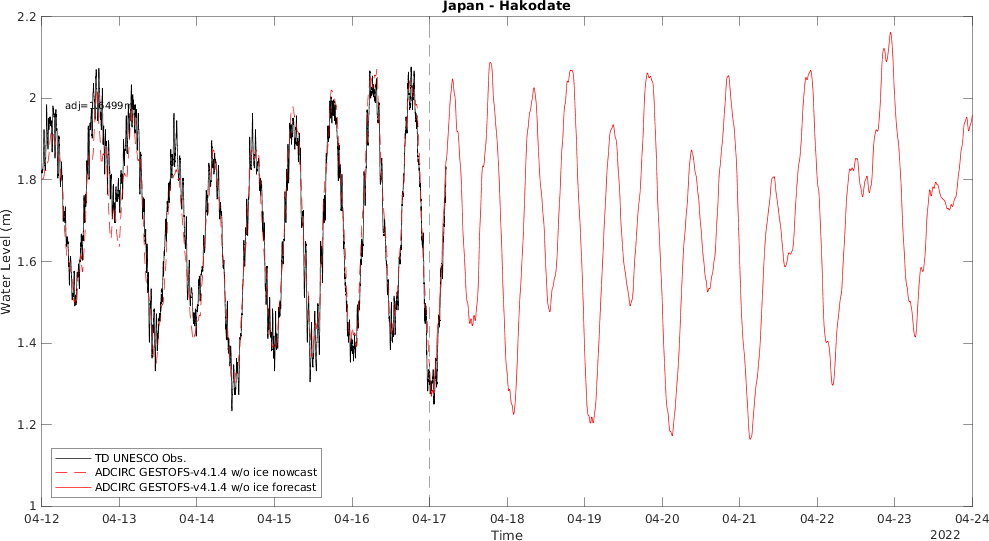 Japan - Hakodate
2.2
2
1.8
1.6
1.4
1.2
1
Water Level (m)
adj=1.6499m
TD UNESCO Obs.
ADCIRC GESTOFS-v4.1.4 w/o ice nowcast
ADCIRC GESTOFS-v4.1.4 w/o ice forecast
04-12 04-13 04-14 04-15 04-16 04-17 04-18 04-19 04-20 04-21 04-22 04-23 04-24
Time
2022